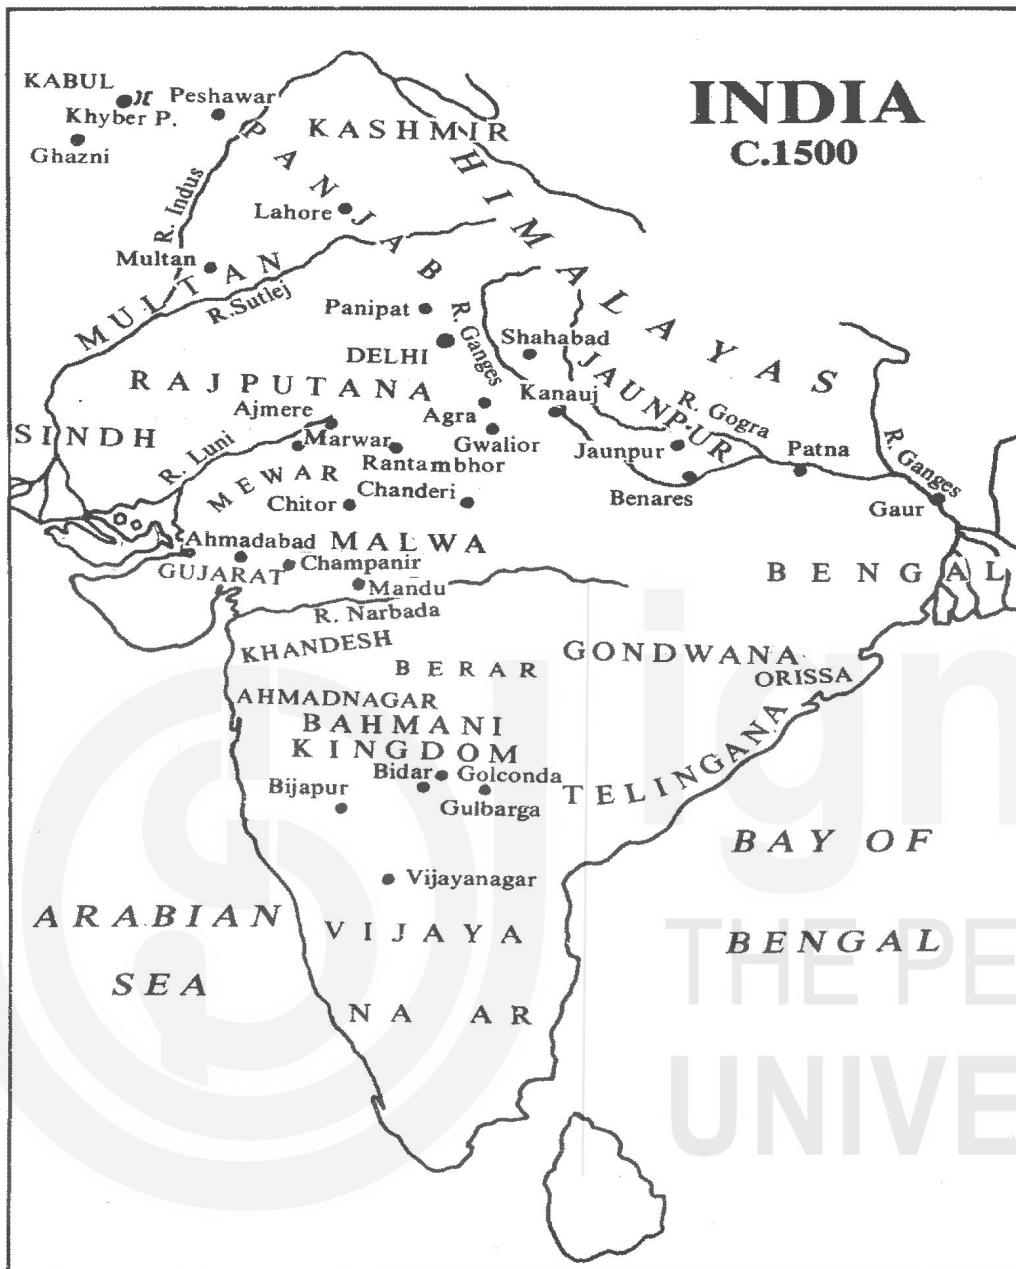 INDIA
C.1500
KABUL
Khyber P.
Peshawar
Ghazni
KASHMIR
PANJAB
HIMALAYAS
R. Indus
Lahore
Multan
MULTAN
R.Sutlej
Panipat
R. Ganges
DELHI
Shahabad
RAJPUTANA
JAUNPUR
Kanauj
R. Gogra
Ajmere
Agra
SINDH
Marwar
Gwalior
R. Luni
Rantambhor
Jaunpur
Patna
R. Ganges
MEWAR
Chitor
Chanderi
Benares
Gaur
Ahmadabad
MALWA
GUJARAT
Champanir
Mandu
BENGAL
R. Narbada
KHANDESH
BERAR
GONDWANA
ORISSA
AHMADNAGAR
BAHMANI
KINGDOM
Bidar
Golconda
Bijapur
Gulbarga
TELINGANA
BAY OF
BENGAL
Vijayanagar
ARABIAN
SEA
VIJAYA
NA AR
ign
THE PE
UNIVE